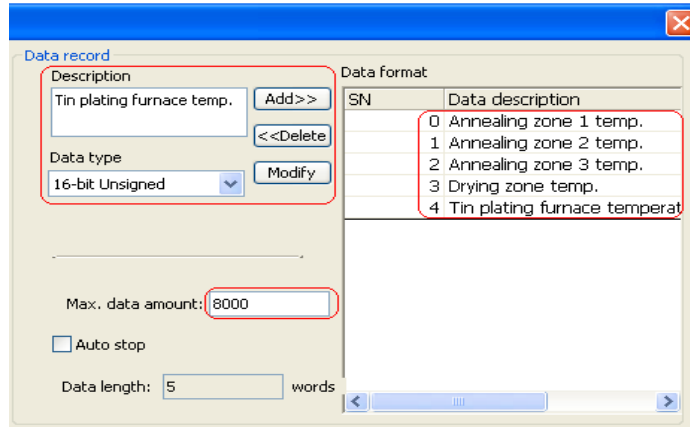 Data record
Description
Tin plating furnace temp.
Add>>
<<Delete
Modify
Data type
16-bit Unsigned
Max. data amount: 8000
Auto stop
Data length: 5 words
Data format
SN Data description
0 Annealing zone 1 temp.
1 Annealing zone 2 temp.
2 Annealing zone 3 temp.
3 Drying zone temp.
4 Tin plating furnace temperat